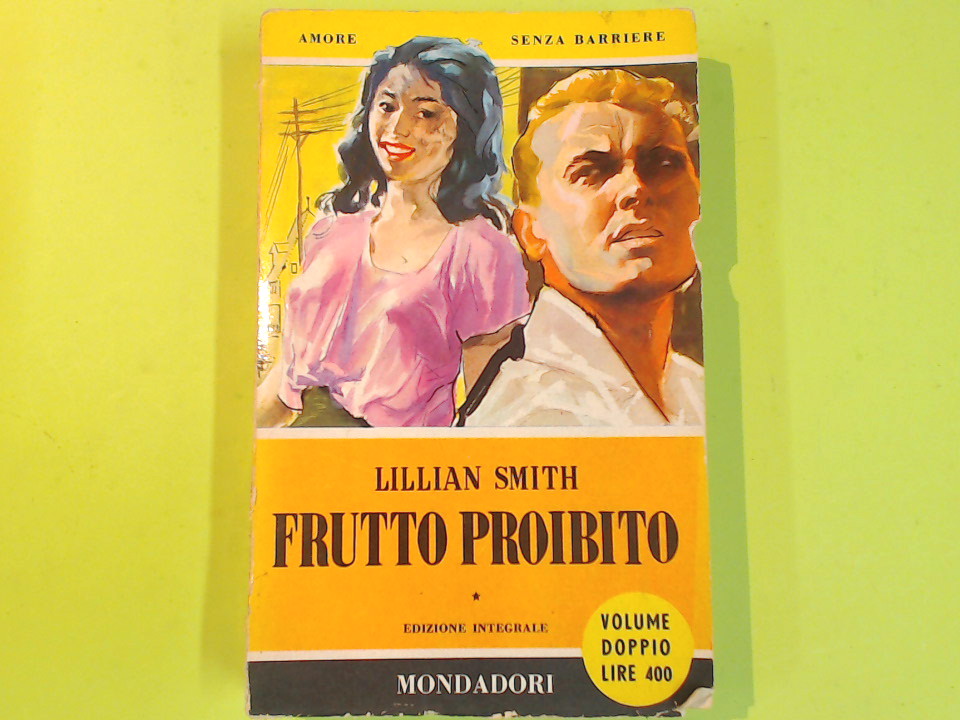 AMORE SENZA BARRIERE
LILLIAN SMITH
FRUTTO PROIBITO
★
EDIZIONE INTEGRALE
VOLUME
DOPPIO
LIRE 400
MONDADORI